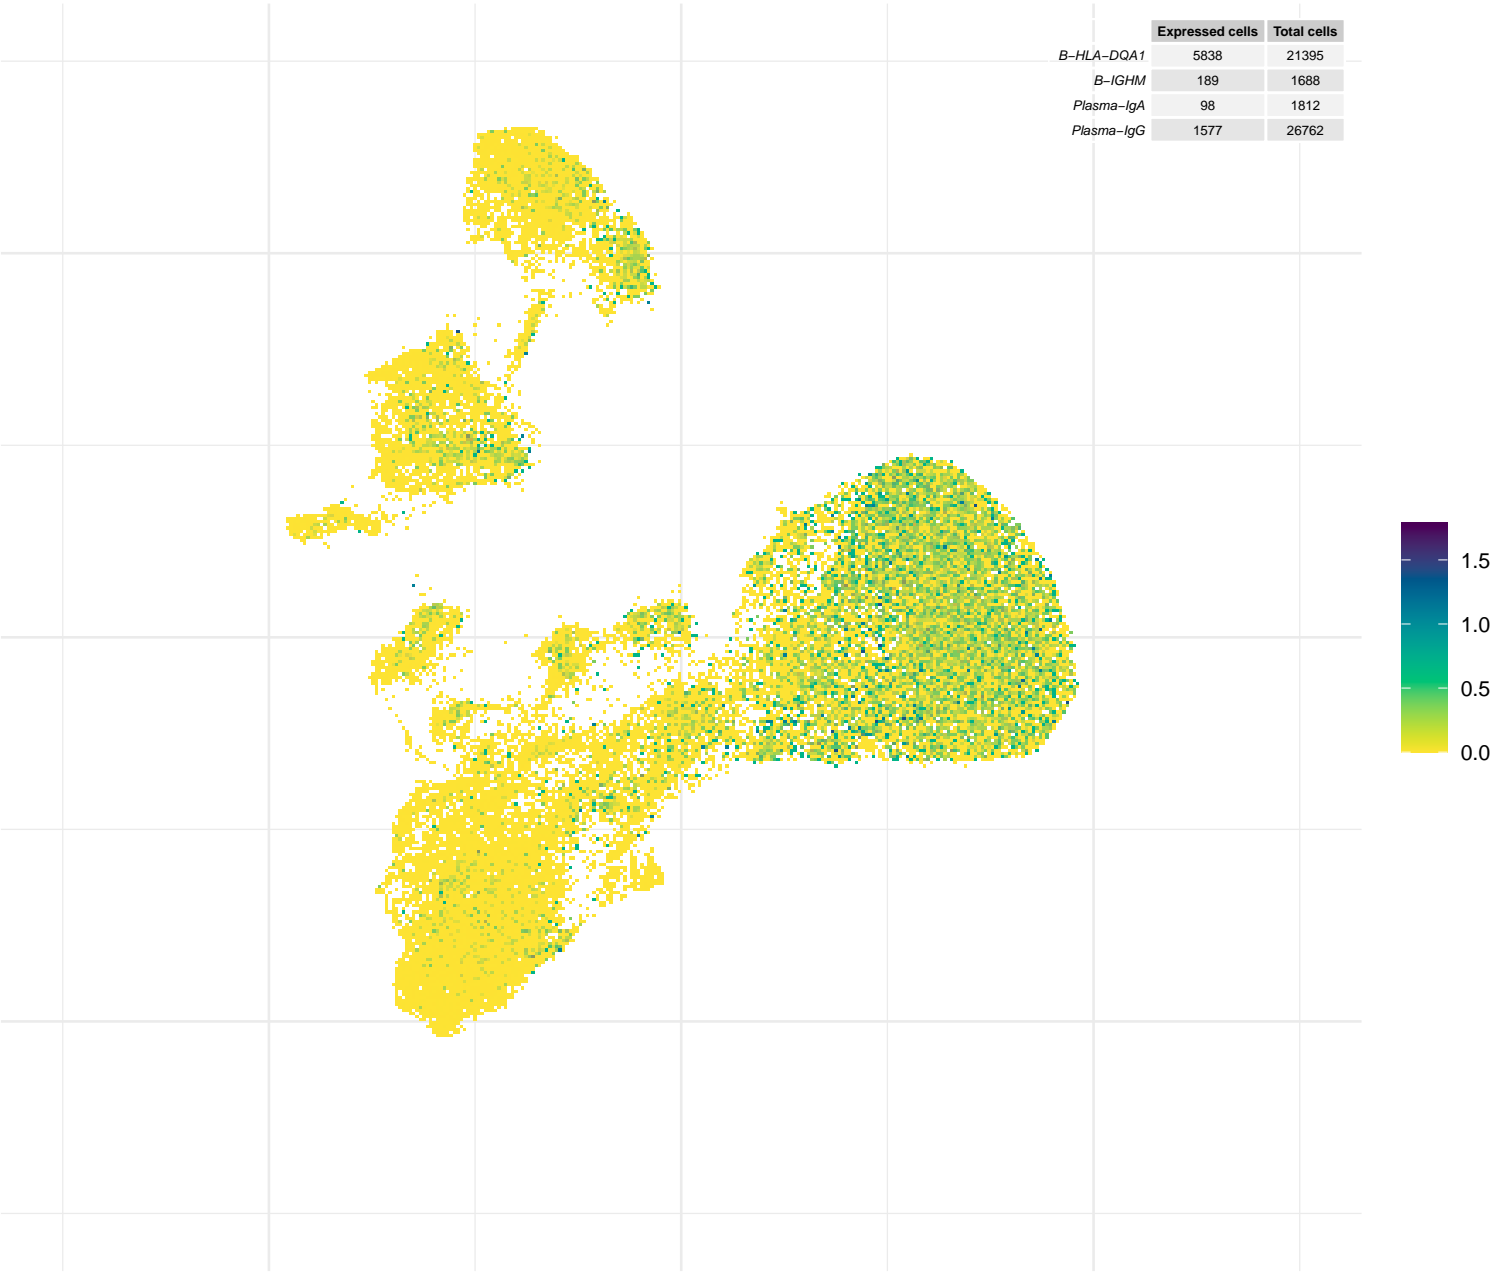 Expressed cells Total cells
B−HLA−DQA1 5838 21395
B−IGHM 189 1688
Plasma−IgA 98 1812
Plasma−IgG 1577 26762
1.5
1.0
0.5
0.0